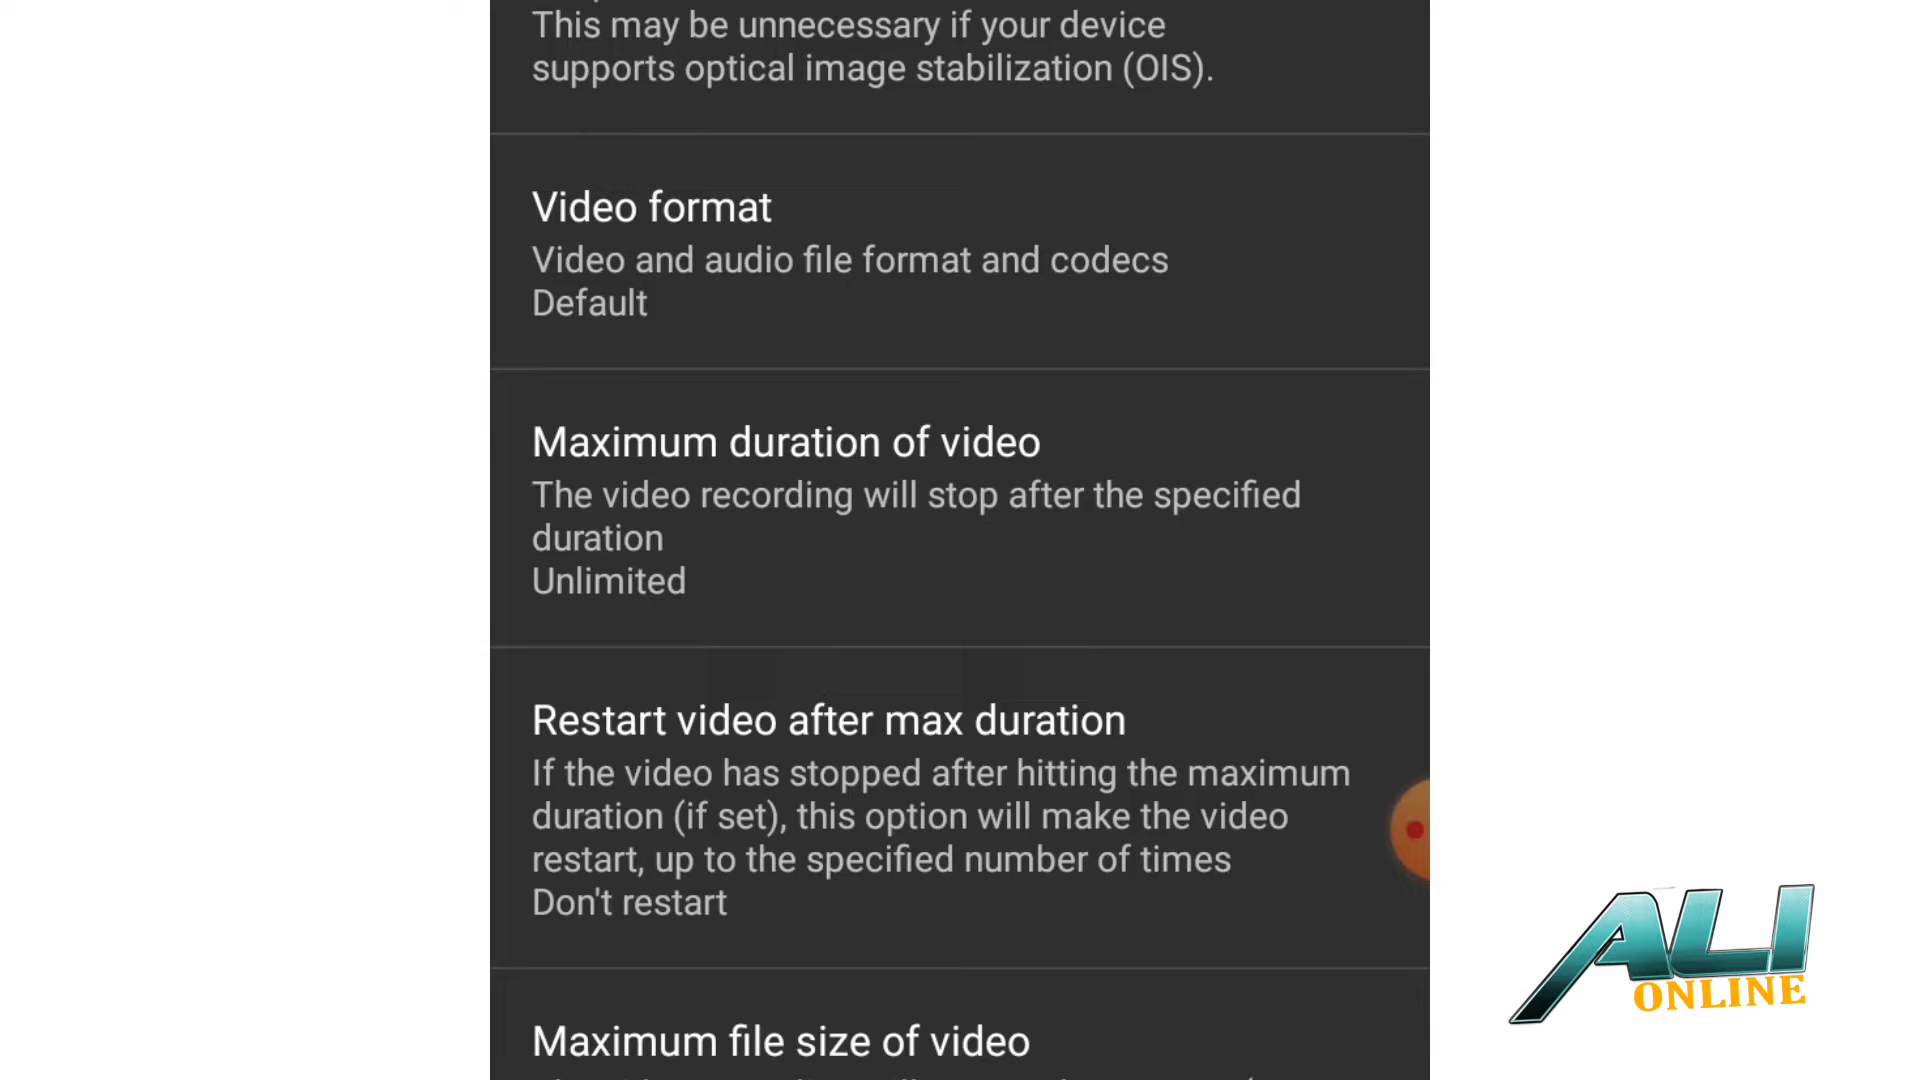 This may be unnecessary if your device
supports optical image stabilization (OIS).
Video format
Video and audio file format and codecs
Default
Maximum duration of video
The video recording will stop after the specified
duration
Unlimited
Restart video after max duration
If the video has stopped after hitting the maximum
duration (if set), this option will make the video
restart, up to the specified number of times
Don't restart
Maximum file size of video
ALI
ONLINE